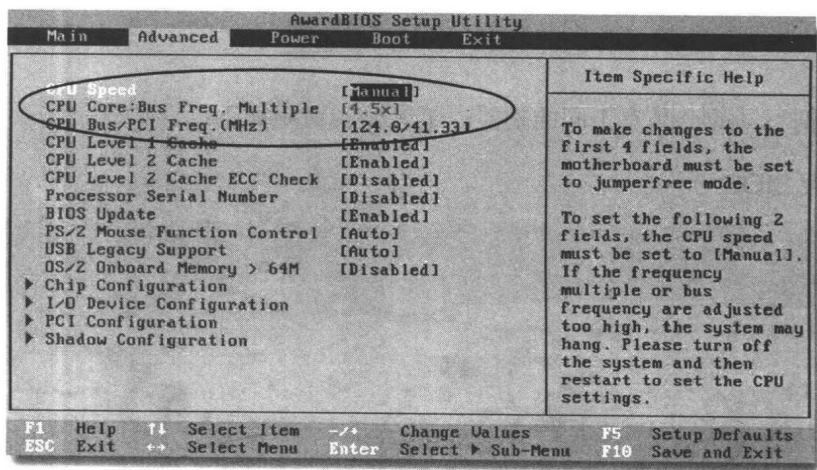 AwardBIOS Setup Utility
Main Advanced Power Boot Exit
CPU Speed [Manual]
CPU Core:Bus Freq. Multiple [4.5x]
CPU Bus/PCI Freq.(MHz) [124.0/41.33]
CPU Level 1 Cache [Enabled]
CPU Level 2 Cache [Enabled]
CPU Level 2 Cache ECC Check [Disabled]
Processor Serial Number [Disabled]
BIOS Update [Enabled]
PS/2 Mouse Function Control [Auto]
USB Legacy Support [Auto]
OS/2 Onboard Memory > 64M [Disabled]
▶ Chip Configuration
▶ I/O Device Configuration
▶ PCI Configuration
▶ Shadow Configuration
Item Specific Help
To make changes to the
first 4 fields, the
motherboard must be set
to jumperfree mode.
To set the following 2
fields, the CPU speed
must be set to [Manual].
If the frequency
multiple or bus
frequency are adjusted
too high, the system may
hang. Please turn off
the system and then
restart to set the CPU
settings.
F1 Help ↑↓ Select Item -/+ Change Values F5 Setup Defaults
ESC Exit ↔ Select Menu Enter Select ▶ Sub-Menu F10 Save and Exit